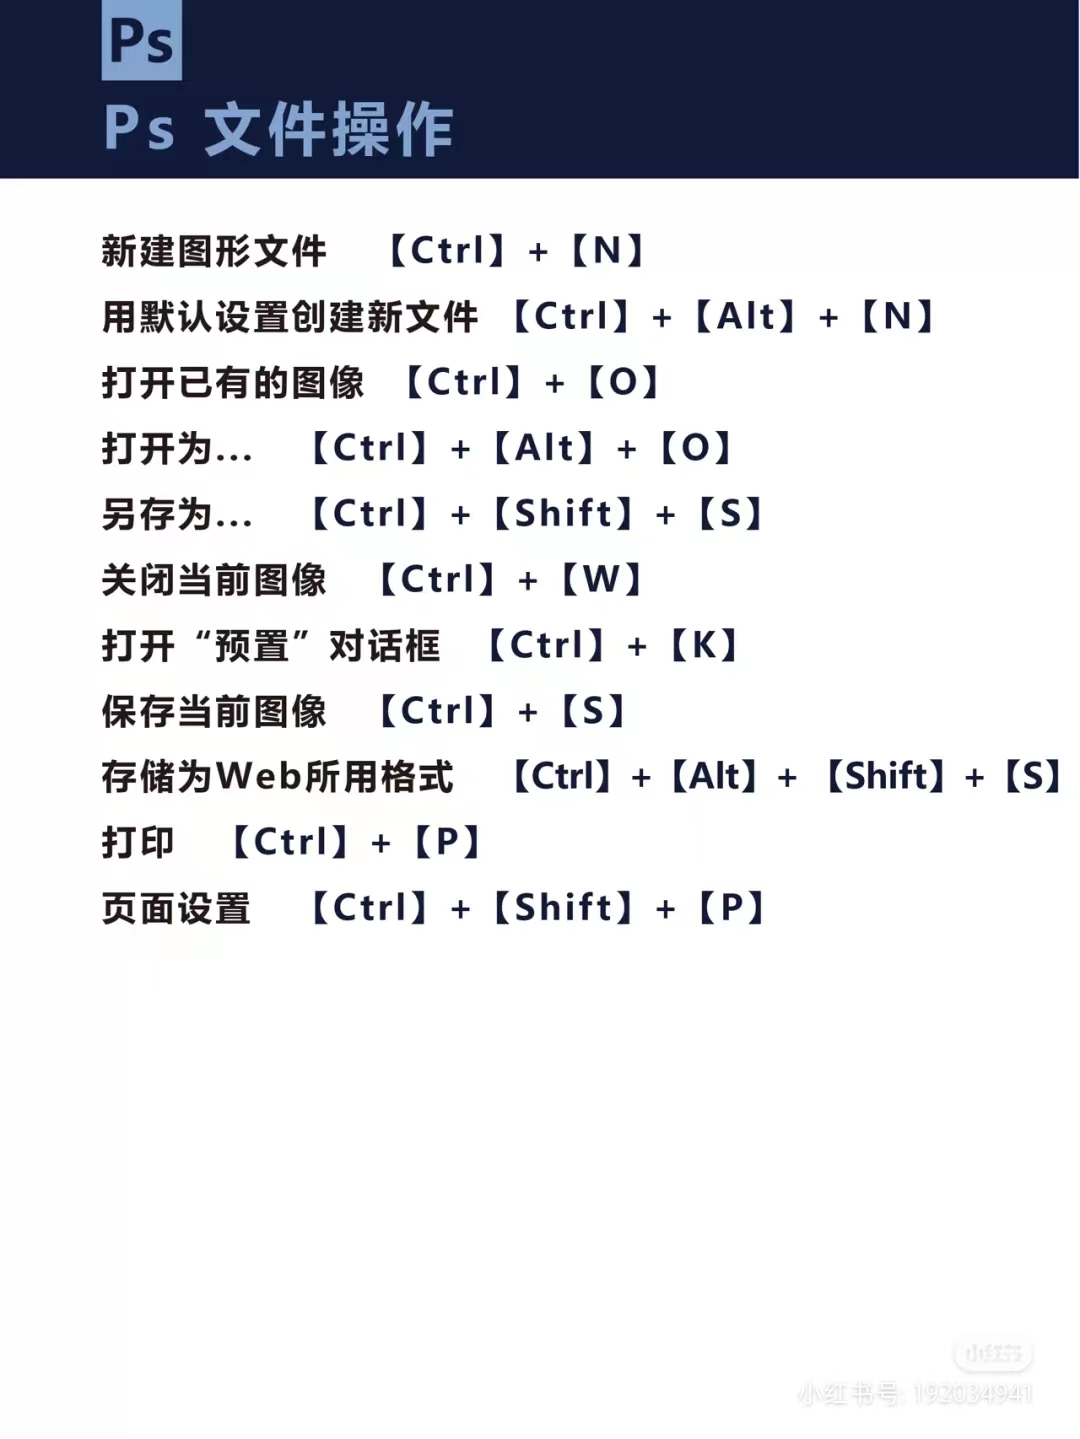 Ps
Ps 文件操作
新建图形文件 【Ctrl】+【N】
用默认设置创建新文件 【Ctrl】+【Alt】+【N】
打开已有的图像 【Ctrl】+【O】
打开为... 【Ctrl】+【Alt】+【O】
另存为... 【Ctrl】+【Shift】+【S】
关闭当前图像 【Ctrl】+【W】
打开“预置”对话框 【Ctrl】+【K】
保存当前图像 【Ctrl】+【S】
存储为Web所用格式 【Ctrl】+【Alt】+ 【Shift】+【S】
打印 【Ctrl】+【P】
页面设置 【Ctrl】+【Shift】+【P】
小红书
小红书号: 192034941